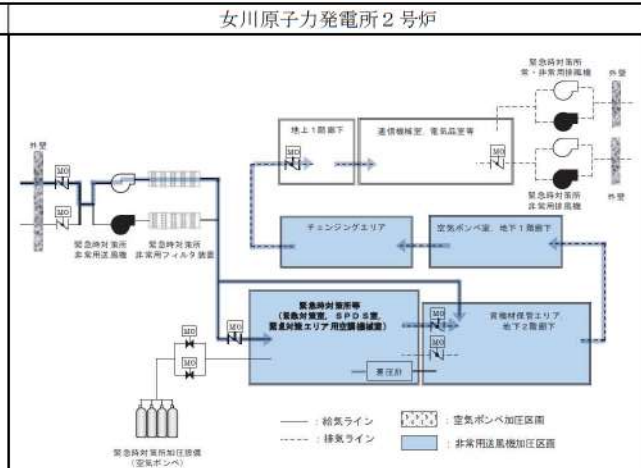 女川原子力発電所2号炉
緊急時対策所
常・非常用排風機
外壁
地上1階廊下
通信機械室、電気品室等
MO
MO
外壁
MO
MO
緊急時対策所
非常用排風機
外壁
緊急時対策所
非常用送風機
緊急時対策所
非常用フィルタ装置
チェンジングエリア
空気ボンベ室、地下1階廊下
緊急時対策所等
(緊急対策室、SPDS室,
緊急対策エリア用空調機械室)
資機材保管エリア,
地下2階廊下
MO
MO
MO
MO
MO
差圧計
緊急時対策所加圧設備
(空気ボンベ)
: 給気ライン
: 排気ライン
: 空気ボンベ加圧区画
: 非常用送風機加圧区画